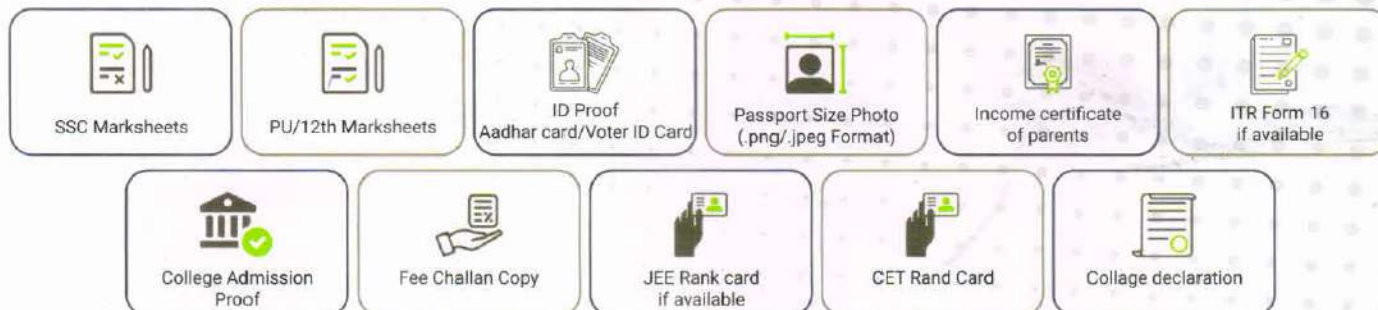 SSC Marksheets
PU/12th Marksheets
ID Proof
Aadhar card/Voter ID Card
Passport Size Photo
(.png/.jpeg Format)
Income certificate
of parents
ITR Form 16
if available
College Admission
Proof
Fee Challan Copy
JEE Rank card
if available
CET Rand Card
Collage declaration